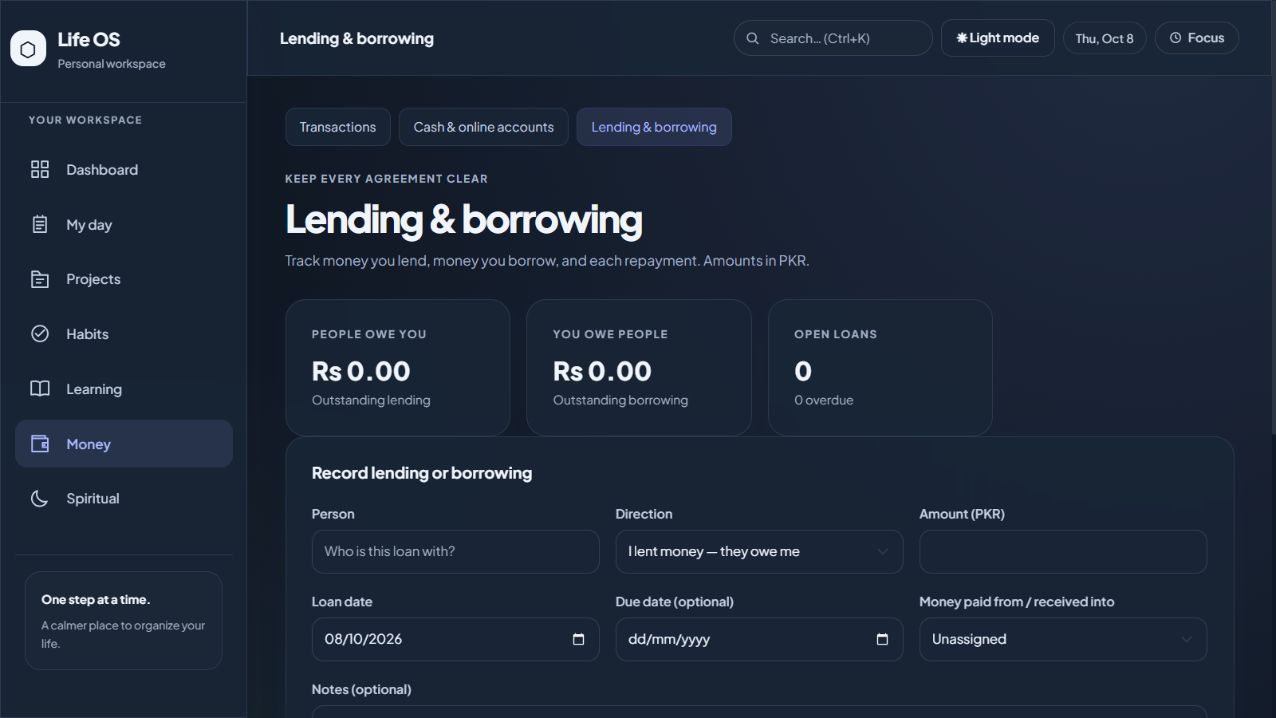 Life OS
Personal workspace
Lending & borrowing
Search... (Ctrl+K)
Light mode
Thu, Oct 8
Focus
YOUR WORKSPACE
Dashboard
My day
Projects
Habits
Learning
Money
Spiritual
One step at a time.
A calmer place to organize your
life.
Transactions
Cash & online accounts
Lending & borrowing
KEEP EVERY AGREEMENT CLEAR
Lending & borrowing
Track money you lend, money you borrow, and each repayment. Amounts in PKR.
PEOPLE OWE YOU
Rs 0.00
Outstanding lending
YOU OWE PEOPLE
Rs 0.00
Outstanding borrowing
OPEN LOANS
0
0 overdue
Record lending or borrowing
Person
Who is this loan with?
Direction
I lent money — they owe me
Amount (PKR)
Loan date
08/10/2026
Due date (optional)
dd/mm/yyyy
Money paid from / received into
Unassigned
Notes (optional)